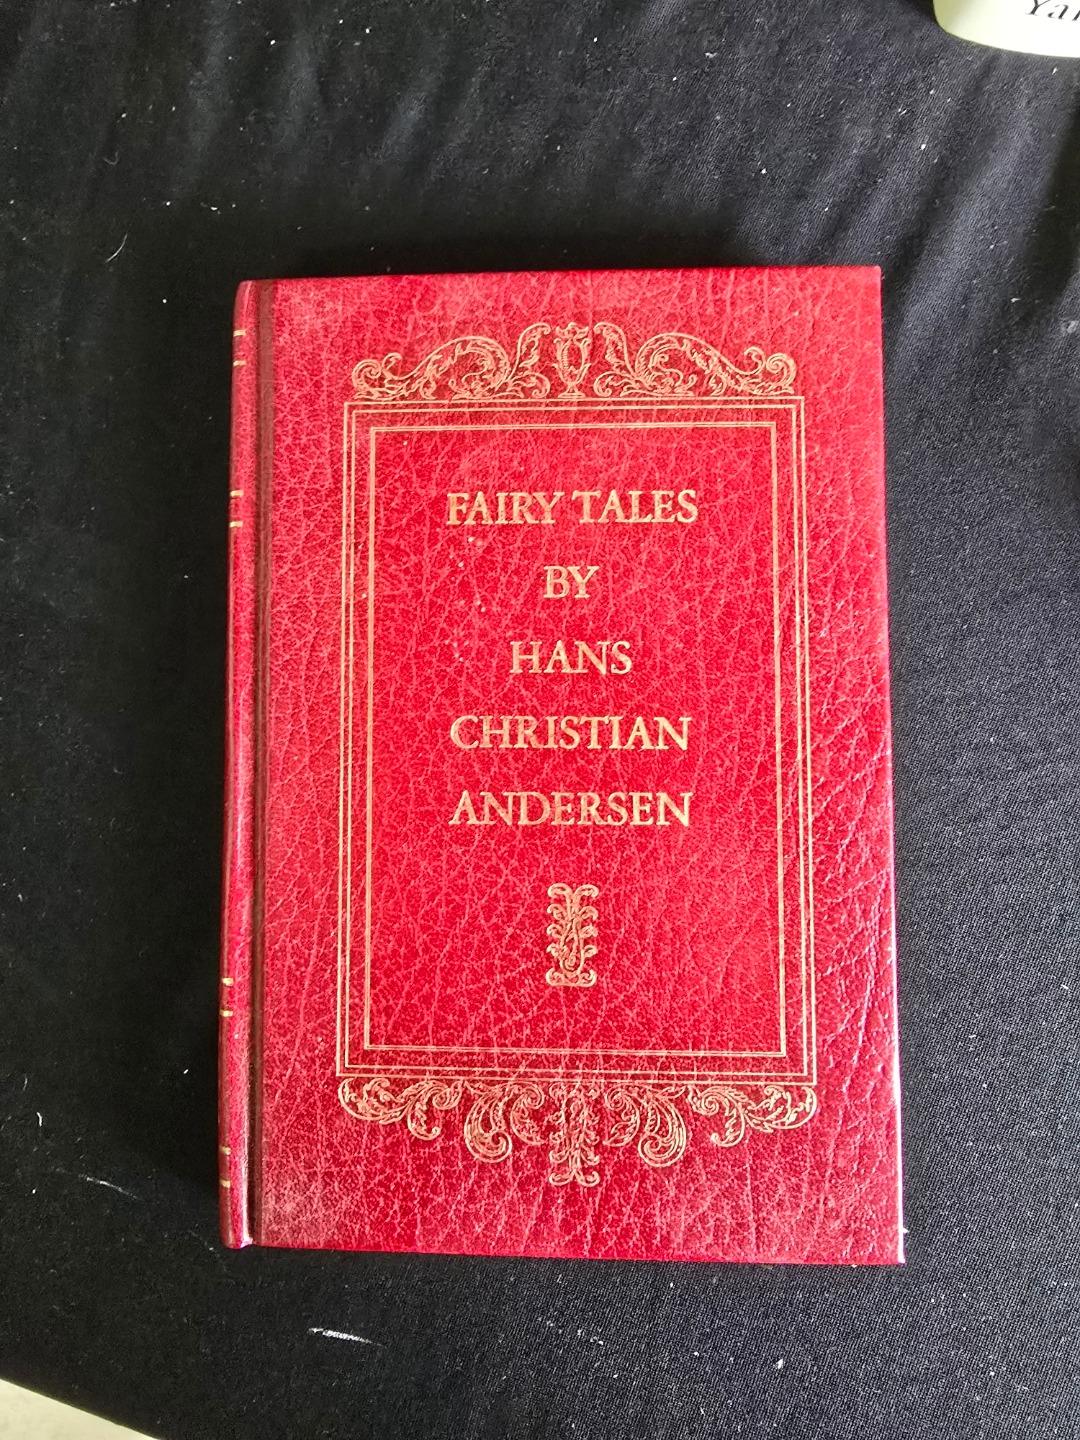 FAIRY TALES
BY
HANS
CHRISTIAN
ANDERSEN